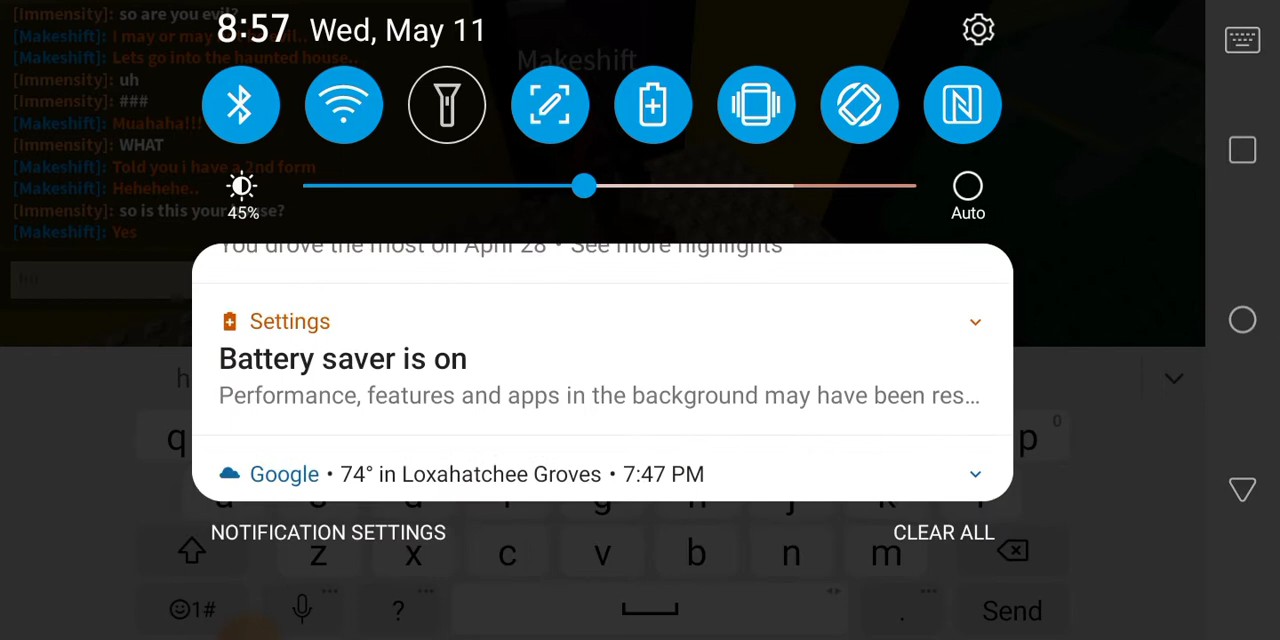 [Immensity]: so are you evil?
8:57 Wed, May 11
[Makeshift]: I may or may
[Makeshift]: Lets go into the haunted house..
Makeshift
[Immensity]: uh
[Immensity]: ###
[Makeshift]: Muahaha!!!
[Immensity]: WHAT
[Makeshift]: Told you i have a 2nd form
[Makeshift]: Hehehehe..
[Immensity]: so is this your house?
[Makeshift]: Yes
45%
Auto
You drove the most on April 28 • See more highlights
Settings
Battery saver is on
Performance, features and apps in the background may have been res...
Google • 74° in Loxahatchee Groves • 7:47 PM
NOTIFICATION SETTINGS CLEAR ALL
h
q p 0
z x c v b n m
1# ? . Send